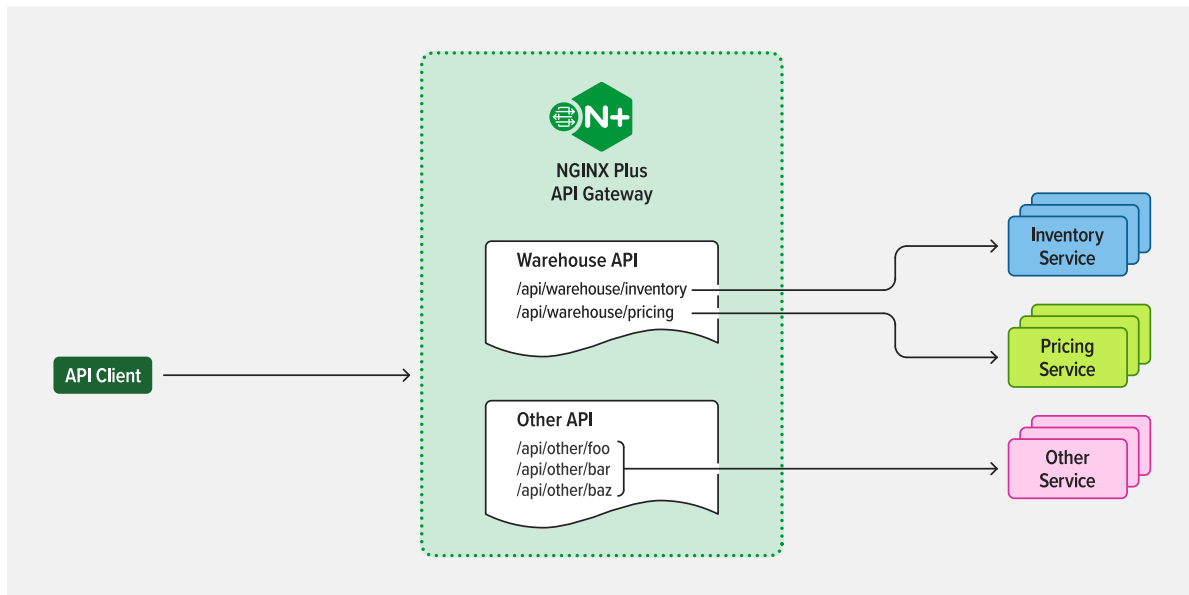 N+
NGINX Plus
API Gateway
Warehouse API
/api/warehouse/inventory
/api/warehouse/pricing
Other API
/api/other/foo
/api/other/bar
/api/other/baz
API Client
Inventory
Service
Pricing
Service
Other
Service